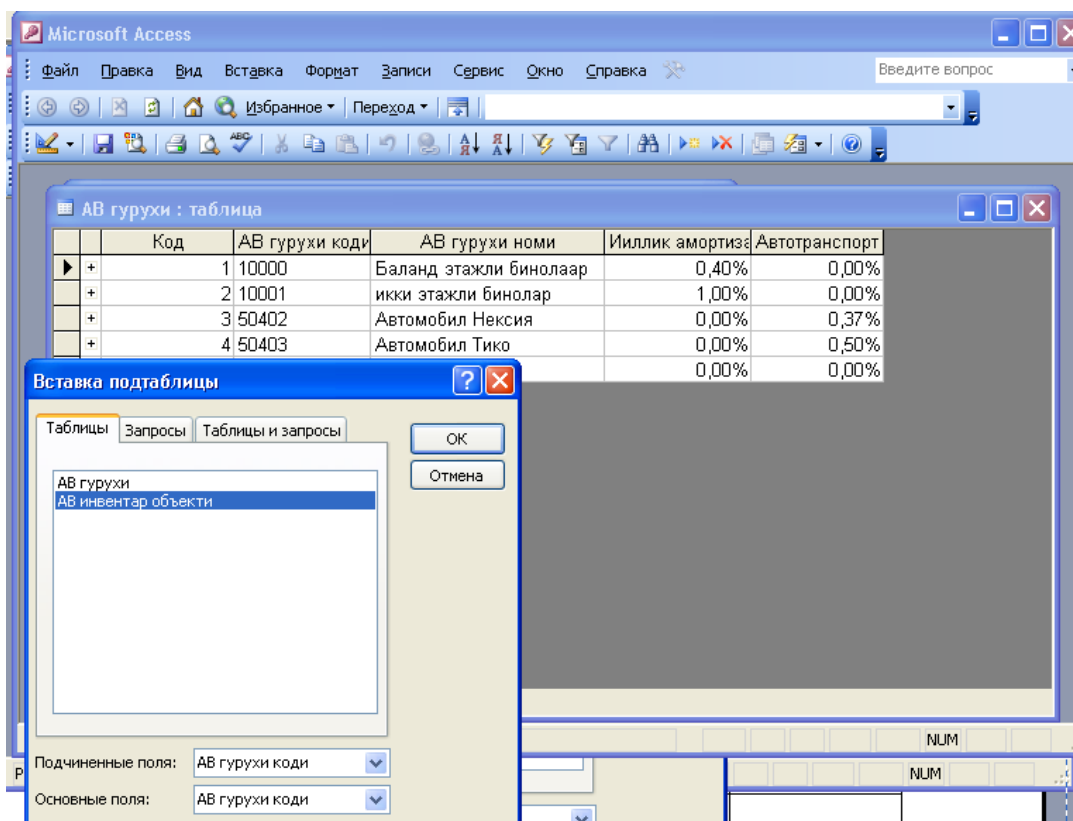 Microsoft Access
Файл Правка Вид Вставка Формат Записи Сервис Окно Справка Введите вопрос
Избранное Переход
АВ гурухи : таблица
Код АВ гурухи коди АВ гурухи номи Йиллик амортиза Автотранспорт
1 10000 Баланд этажли бинолаар 0,40% 0,00%
2 10001 икки этажли бинолар 1,00% 0,00%
3 50402 Автомобил Нексия 0,00% 0,37%
4 50403 Автомобил Тико 0,00% 0,50%
0,00% 0,00%
Вставка подтаблицы
Таблицы Запросы Таблицы и запросы
ОК
Отмена
АВ гурухи
АВ инвентар объекти
NUM
Подчиненные поля: АВ гурухи коди
NUM
Основные поля: АВ гурухи коди